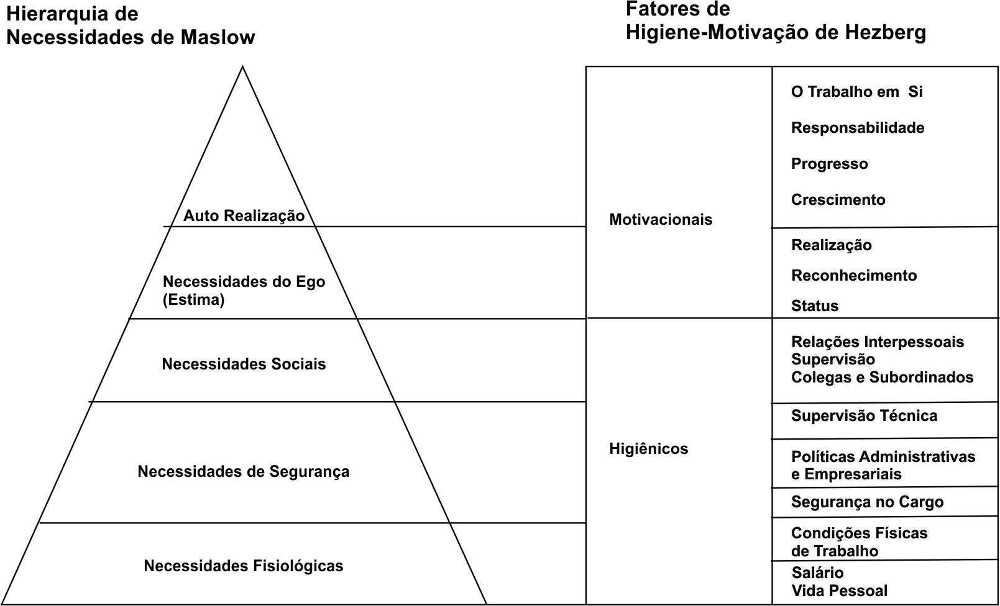 Hierarquia de
Necessidades de Maslow
Auto Realização
Necessidades do Ego
(Estima)
Necessidades Sociais
Necessidades de Segurança
Necessidades Fisiológicas
Fatores de
Higiene-Motivação de Hezberg
Motivacionais
O Trabalho em Si
Responsabilidade
Progresso
Crescimento
Realização
Reconhecimento
Status
Higiênicos
Relações Interpessoais
Supervisão
Colegas e Subordinados
Supervisão Técnica
Políticas Administrativas
e Empresariais
Segurança no Cargo
Condições Físicas
de Trabalho
Salário
Vida Pessoal